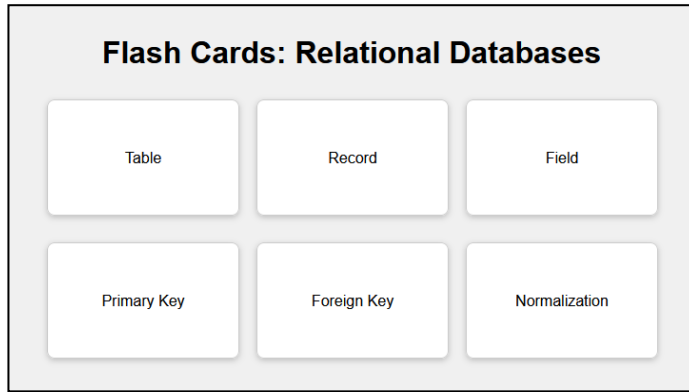 Flash Cards: Relational Databases
Table
Record
Field
Primary Key
Foreign Key
Normalization